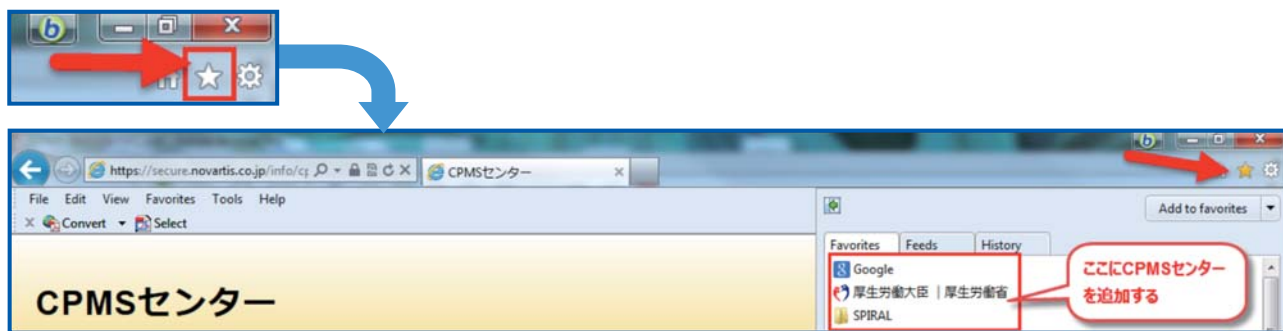 https://secure.novartis.co.jp/info/c
CPMSセンター
File Edit View Favorites Tools Help
Convert Select
Add to favorites
Favorites Feeds History
CPMSセンター
Google
厚生労働大臣 | 厚生労働省
SPIRAL
ここにCPMSセンター
を追加する